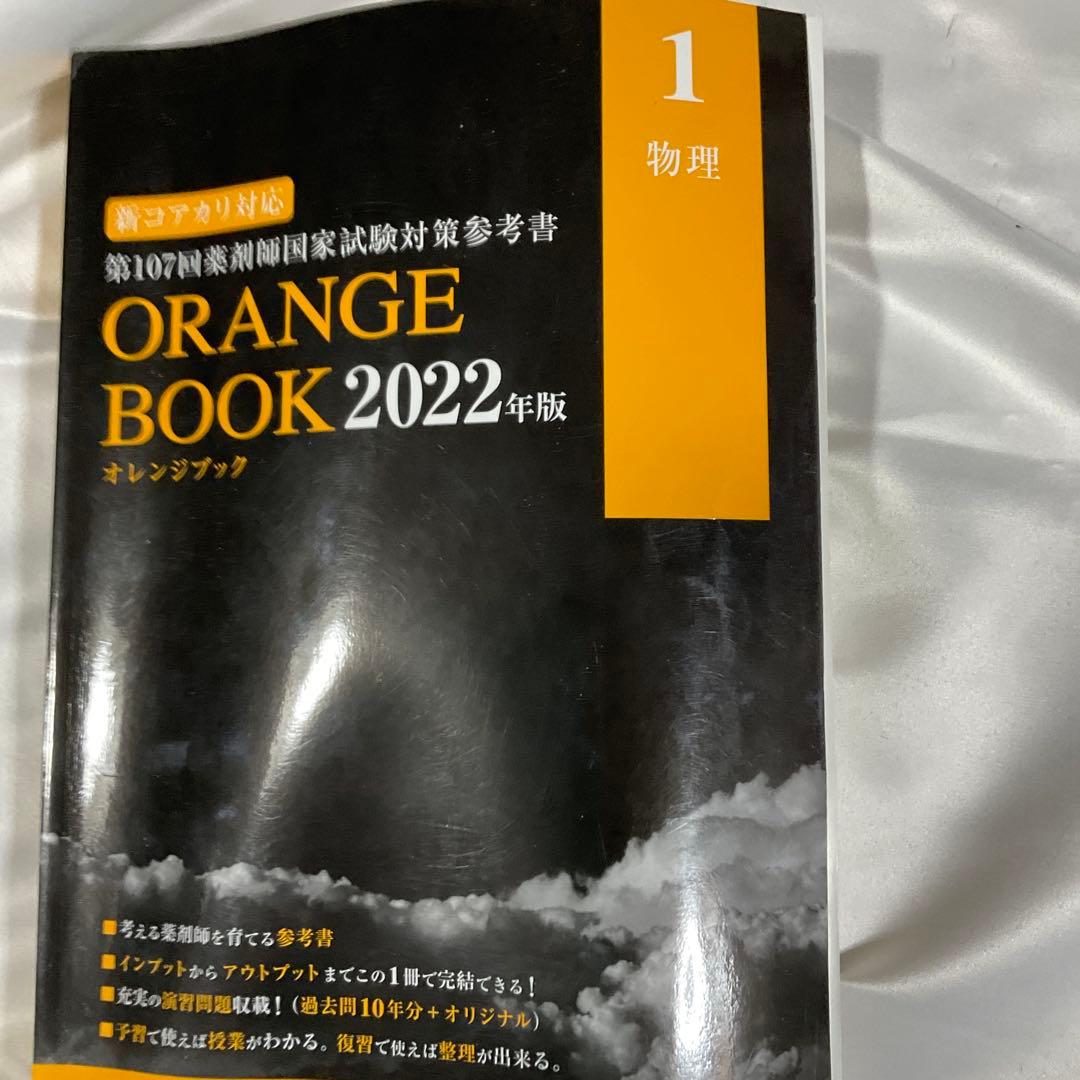 1
物理
新コアカリ対応
第107回薬剤師国家試験対策参考書
ORANGE
BOOK 2022年版
オレンジブック
■考える薬剤師を育てる参考書
■インプットからアウトプットまでこの1冊で完結できる!
■充実の演習問題収載!(過去問10年分+オリジナル)
■予習で使えば授業がわかる。復習で使えば整理が出来る。